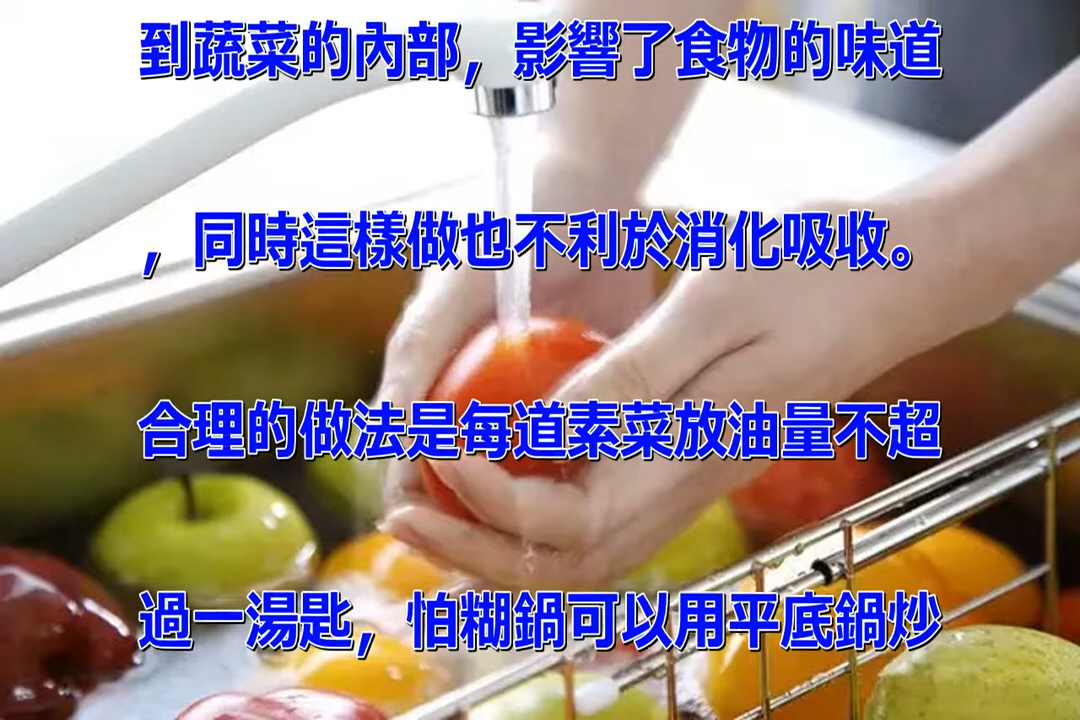 到蔬菜的內部，影響了食物的味道
，同時這樣做也不利於消化吸收。
合理的做法是每道素菜放油量不超
過一湯匙，怕糊鍋可以用平底鍋炒